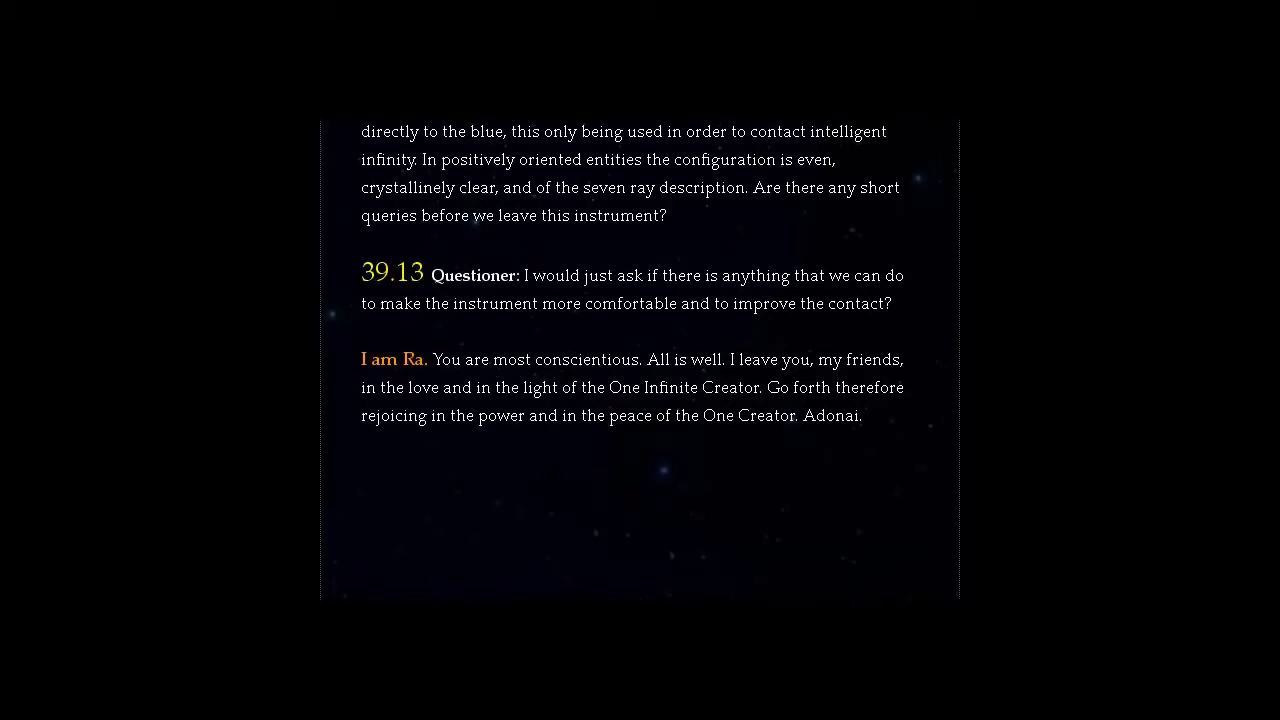 directly to the blue, this only being used in order to contact intelligent
infinity. In positively oriented entities the configuration is even,
crystallinely clear, and of the seven ray description. Are there any short
queries before we leave this instrument?
39.13 Questioner: I would just ask if there is anything that we can do
to make the instrument more comfortable and to improve the contact?
I am Ra. You are most conscientious. All is well. I leave you, my friends,
in the love and in the light of the One Infinite Creator. Go forth therefore
rejoicing in the power and in the peace of the One Creator. Adonai.